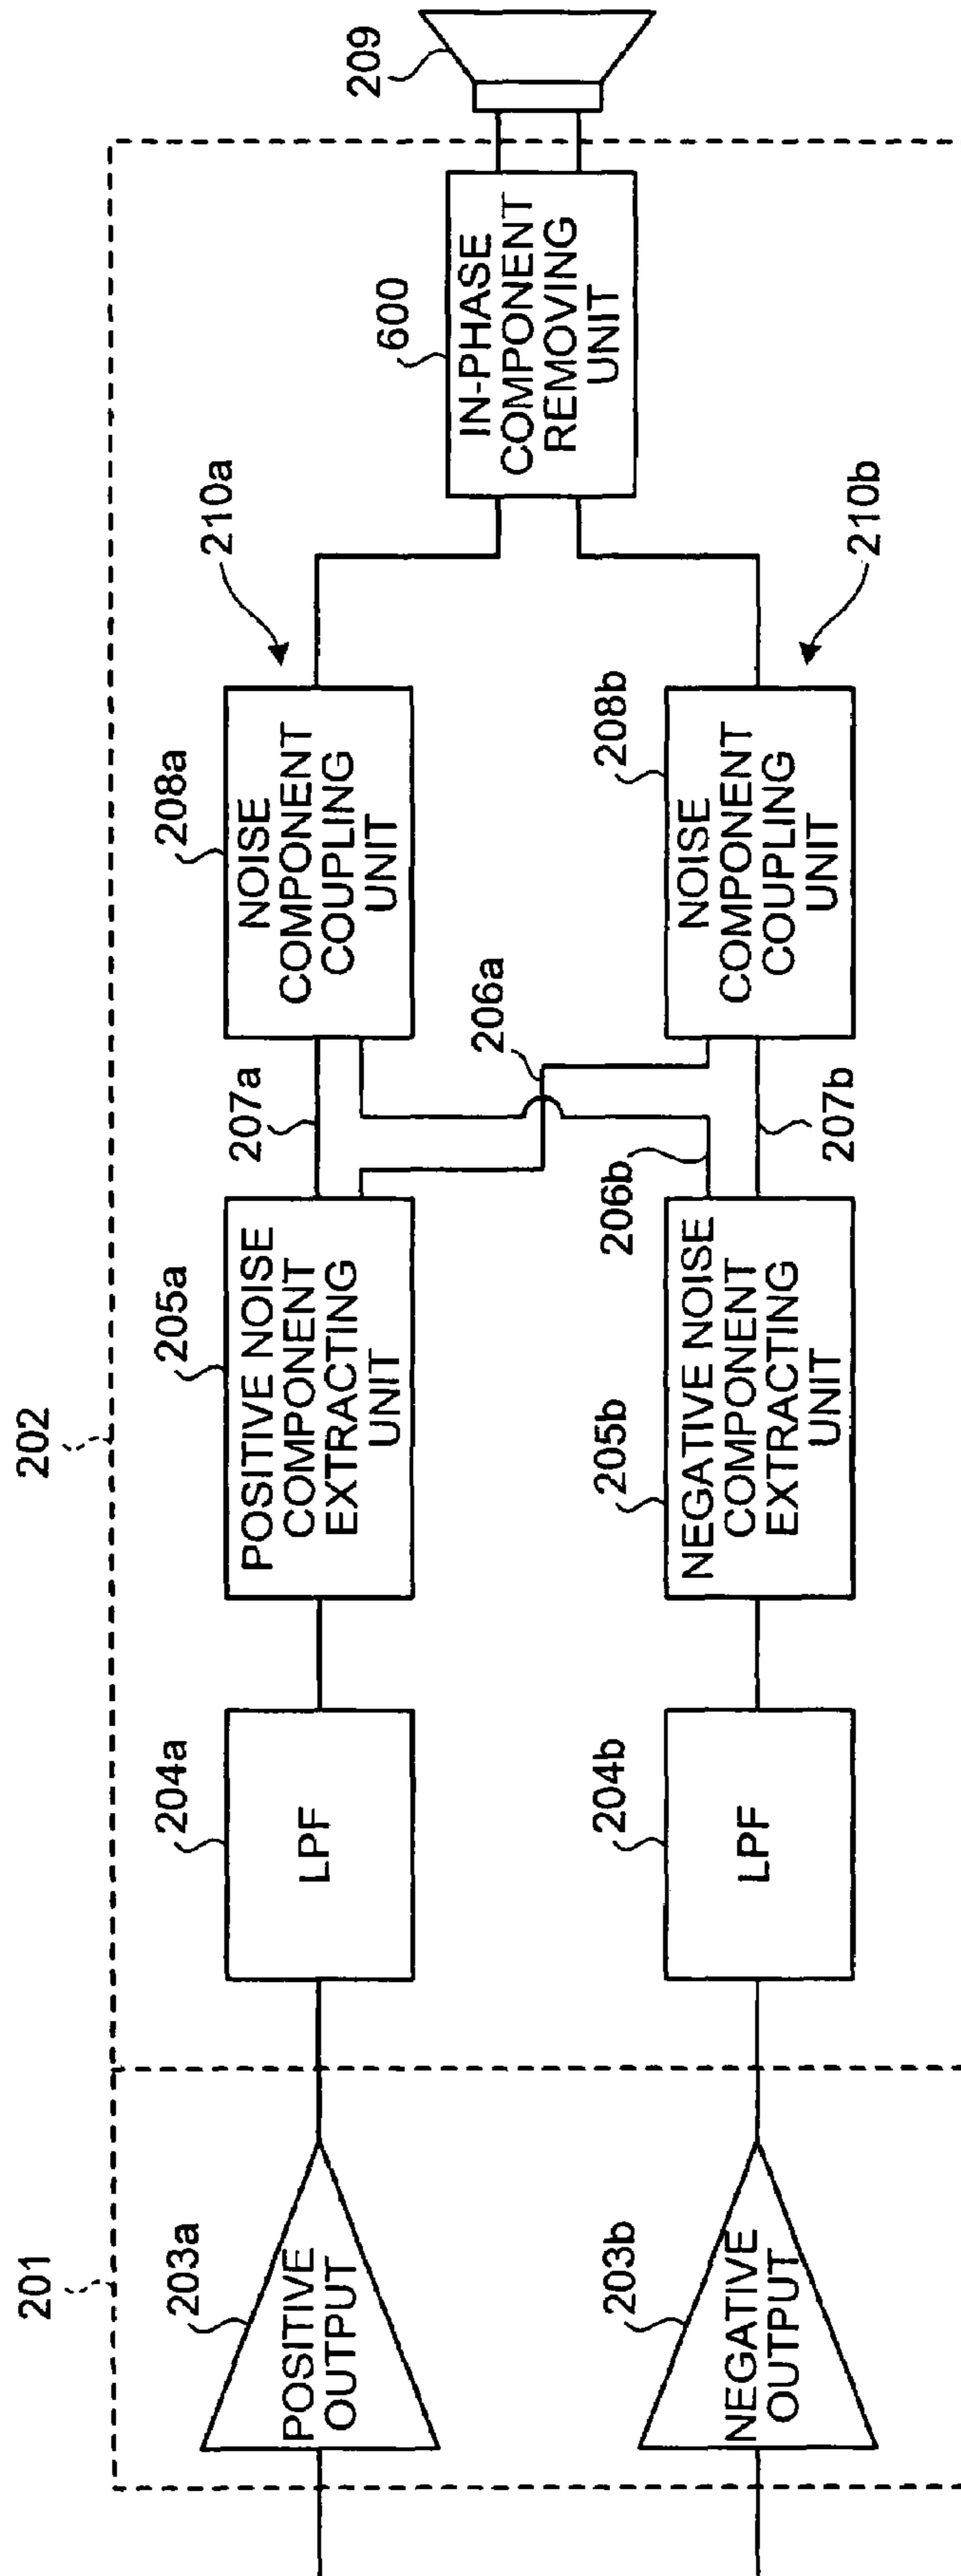 201
202
203a
POSITIVE
OUTPUT
204a
LPF
205a
POSITIVE NOISE
COMPONENT
EXTRACTING
UNIT
207a
206a
208a
NOISE
COMPONENT
COUPLING
UNIT
210a
600
IN-PHASE
COMPONENT
REMOVING
UNIT
209
203b
NEGATIVE
OUTPUT
204b
LPF
205b
NEGATIVE NOISE
COMPONENT
EXTRACTING
UNIT
206b
207b
208b
NOISE
COMPONENT
COUPLING
UNIT
210b